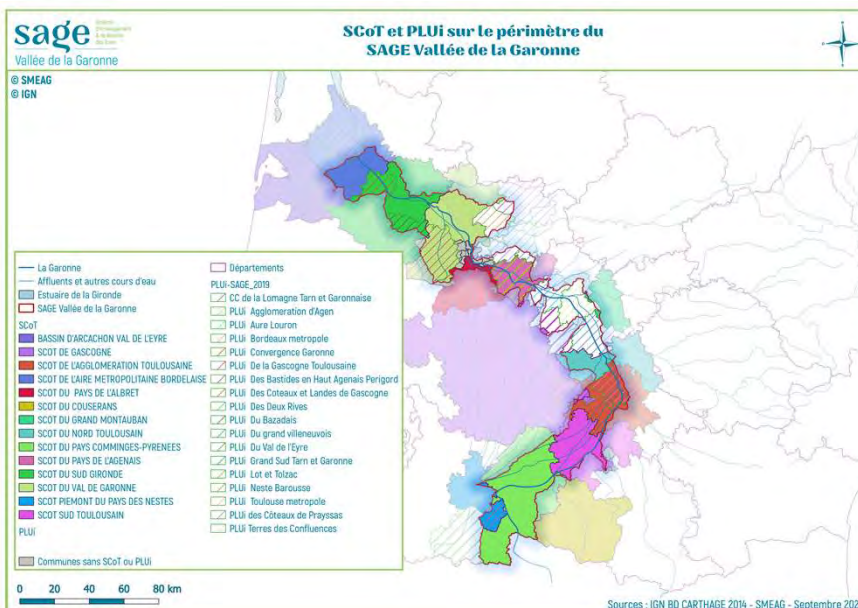 sage
Vallée de la Garonne
SCoT et PLUi sur le périmètre du
SAGE Vallée de la Garonne
© SMEAG
© IGN
La Garonne
Affluents et autres cours d'eau
Estuaire de la Gironde
SAGE Vallée de la Garonne
SCoT
BASSIN D'ARCACHON VAL DE L'EYRE
SCOT DE GASCOGNE
SCOT DE L'AGGLOMERATION TOULOUSAINE
SCOT DE L'AIRE METROPOLITAINE BORDELAISE
SCOT DU PAYS DE L'ALBRET
SCOT DU COUSERANS
SCOT DU GRAND MONTAUBAN
SCOT DU NORD TOULOUSAIN
SCOT DU PAYS COMMINGES-PYRENEES
SCOT DU PAYS DE L'AGENAIS
SCOT DU SUD GIRONDE
SCOT DU VAL DE GARONNE
SCOT PIEMONT DU PAYS DES NESTES
SCOT SUD TOULOUSAIN
PLUi
Communes sans SCoT ou PLUi
Départements
PLUi-SAGE_2019
CC de la Lomagne Tarn et Garonnaise
PLUi Agglomération d'Agen
PLUi Aure Louron
PLUi Bordeaux metropole
PLUi Convergence Garonne
PLUi De la Gascogne Toulousaine
PLUi Des Bastides en Haut Agenais Perigord
PLUi Des Coteaux et Landes de Gascogne
PLUi Des Deux Rives
PLUi Du Bazadais
PLUi Du grand villeneuvois
PLUi Du Val de l'Eyre
PLUi Grand Sud Tarn et Garonne
PLUi Lot et Tolzac
PLUi Neste Barousse
PLUi des Côteaux de Prayssas
PLUi Toulouse metropole
PLUi Terres des Confluences
0 20 40 60 80 km
Sources : IGN BD CARTHAGE 2014 - SMEAG - Septembre 202